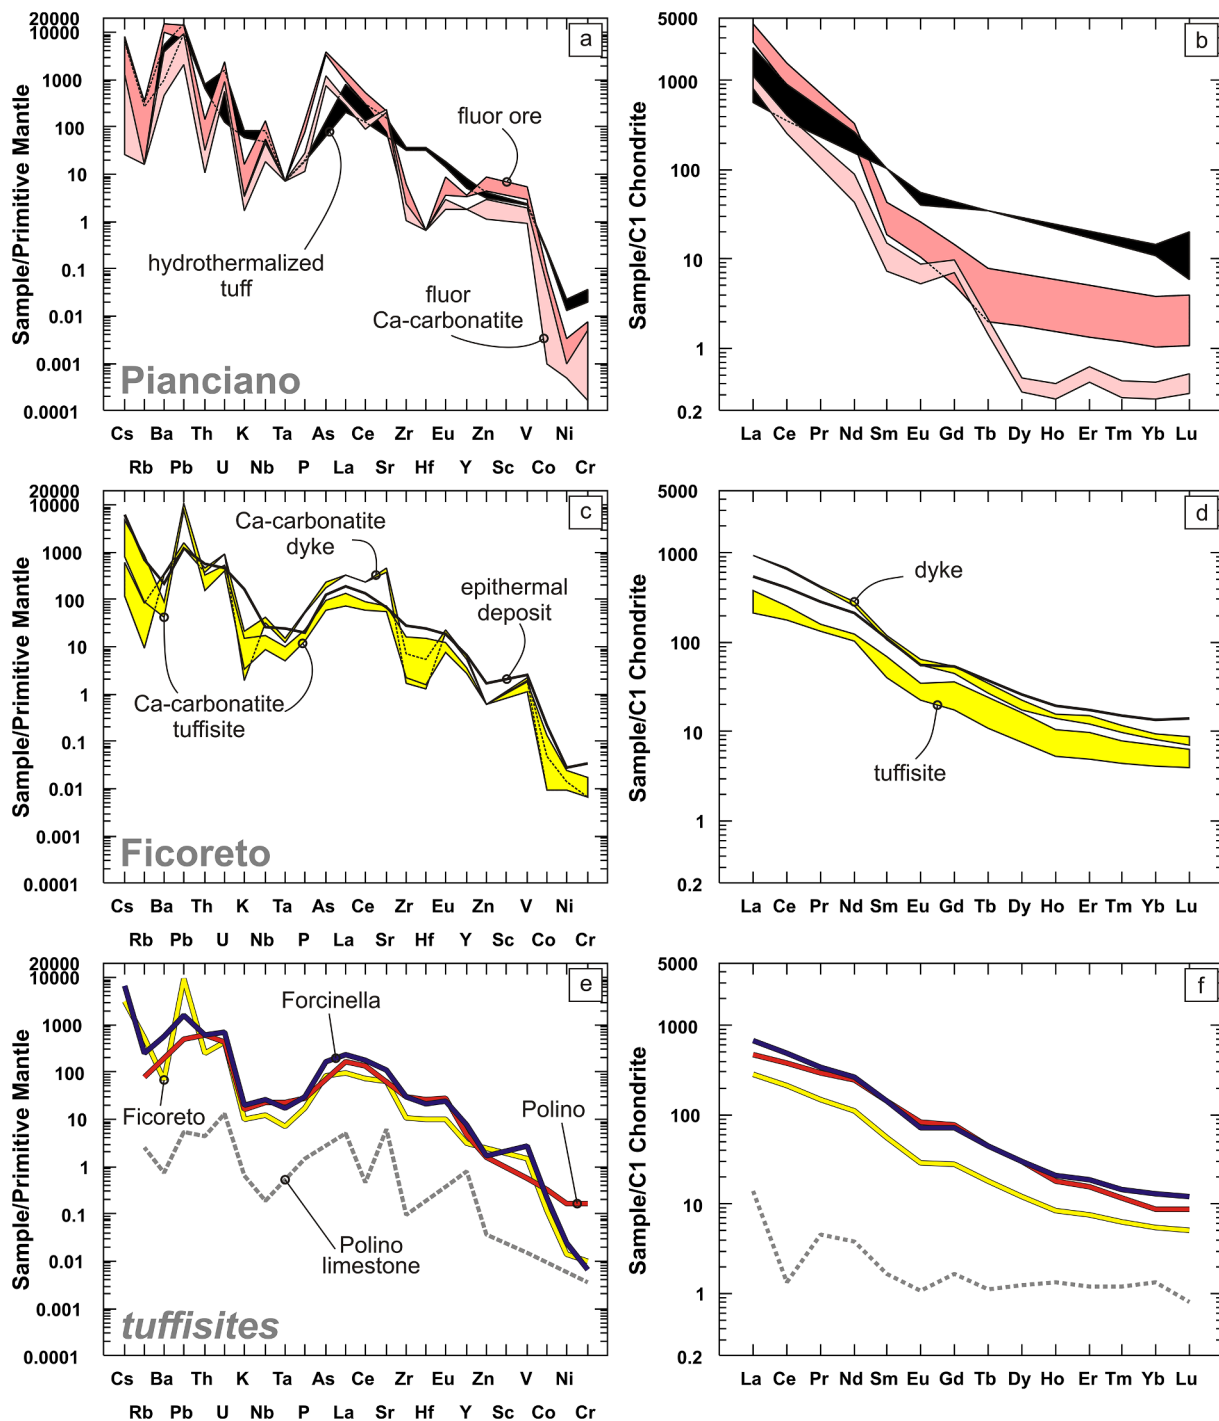 a
Sample/Primitive Mantle
20000
10000
1000
100
10
1
0.1
0.01
0.001
0.0001
fluor ore
hydrothermalized
tuff
fluor
Ca-carbonatite
Pianciano
Cs Ba Th K Ta As Ce Zr Eu Zn V Ni
Rb Pb U Nb P La Sr Hf Y Sc Co Cr
b
Sample/C1 Chondrite
5000
1000
100
10
1
0.2
La Ce Pr Nd Sm Eu Gd Tb Dy Ho Er Tm Yb Lu
c
Sample/Primitive Mantle
20000
10000
1000
100
10
1
0.1
0.01
0.001
0.0001
Ca-carbonatite
dyke
epithermal
deposit
Ca-carbonatite
tuffisite
Ficoreto
Cs Ba Th K Ta As Ce Zr Eu Zn V Ni
Rb Pb U Nb P La Sr Hf Y Sc Co Cr
d
Sample/C1 Chondrite
5000
1000
100
10
1
0.2
dyke
tuffisite
La Ce Pr Nd Sm Eu Gd Tb Dy Ho Er Tm Yb Lu
e
Sample/Primitive Mantle
20000
10000
1000
100
10
1
0.1
0.01
0.001
0.0001
Forcinella
Ficoreto
Polino
Polino
limestone
tuffisites
Cs Ba Th K Ta As Ce Zr Eu Zn V Ni
Rb Pb U Nb P La Sr Hf Y Sc Co Cr
f
Sample/C1 Chondrite
5000
1000
100
10
1
0.2
La Ce Pr Nd Sm Eu Gd Tb Dy Ho Er Tm Yb Lu